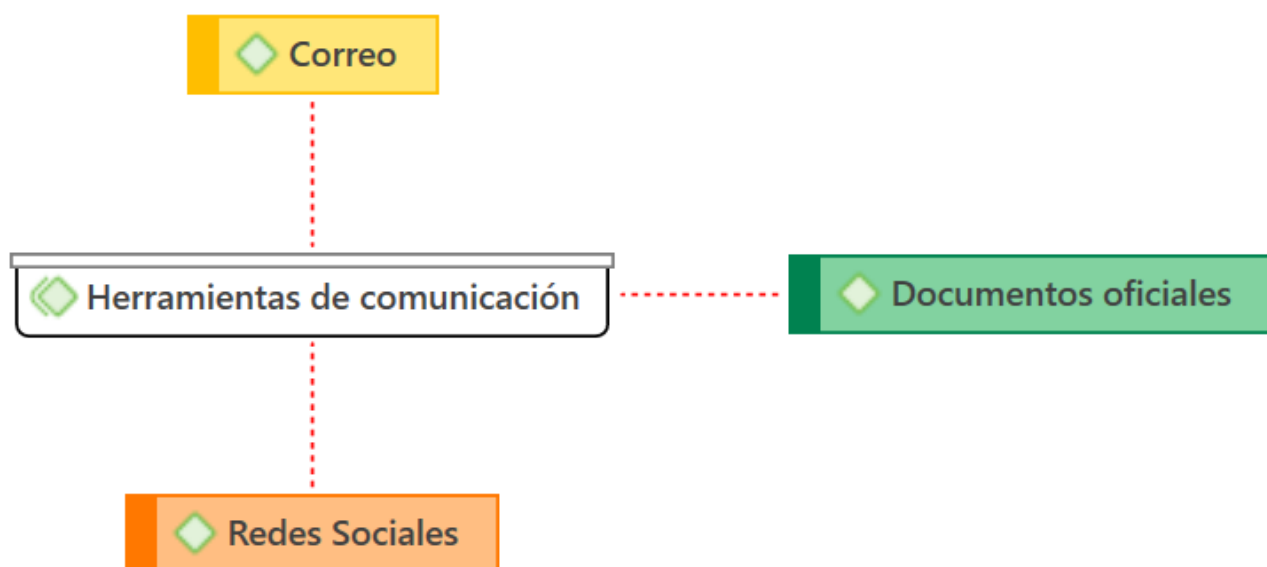 Correo
Herramientas de comunicación
Documentos oficiales
Redes Sociales